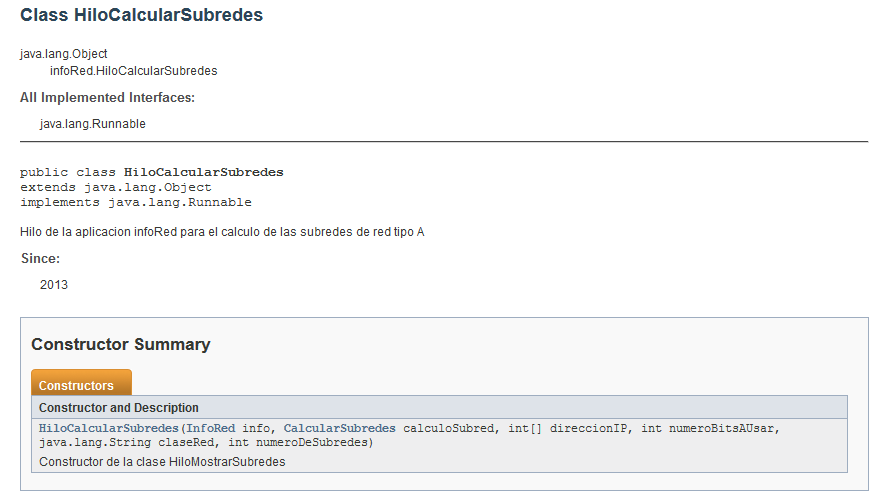 Class HiloCalcularSubredes
java.lang.Object
infoRed.HiloCalcularSubredes
All Implemented Interfaces:
java.lang.Runnable
public class HiloCalcularSubredes
extends java.lang.Object
implements java.lang.Runnable
Hilo de la aplicacion infoRed para el calculo de las subredes de red tipo A
Since:
2013
Constructor Summary
Constructors
Constructor and Description
HiloCalcularSubredes(InfoRed info, CalcularSubredes calculoSubred, int[] direccionIP, int numeroBitsAUsar,
java.lang.String claseRed, int numeroDeSubredes)
Constructor de la clase HiloMostrarSubredes